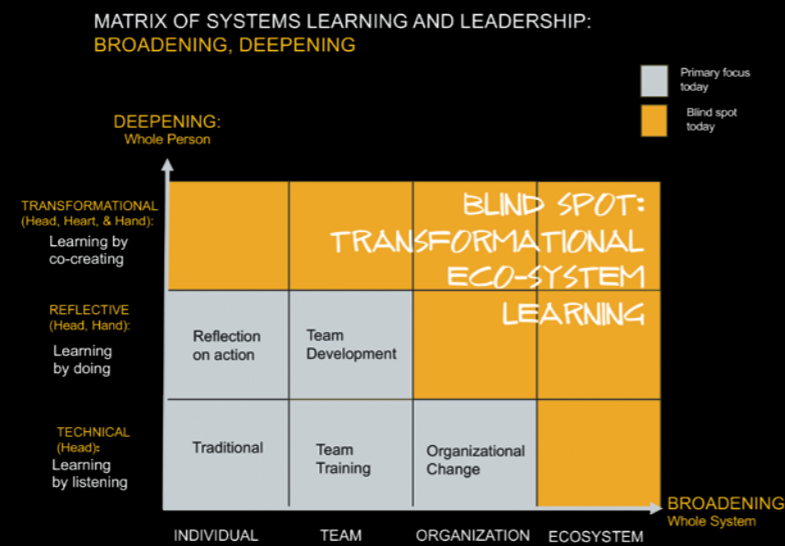 MATRIX OF SYSTEMS LEARNING AND LEADERSHIP:
BROADENING, DEEPENING
Primary focus
today
Blind spot
today
DEEPENING:
Whole Person
TRANSFORMATIONAL
(Head, Heart, & Hand):
Learning by
co-creating
BLIND SPOT:
TRANSFORMATIONAL
ECO-SYSTEM
LEARNING
REFLECTIVE
(Head, Hand):
Learning
by doing
Reflection
on action
Team
Development
TECHNICAL
(Head):
Learning
by listening
Traditional
Team
Training
Organizational
Change
BROADENING
Whole System
INDIVIDUAL
TEAM
ORGANIZATION
ECOSYSTEM